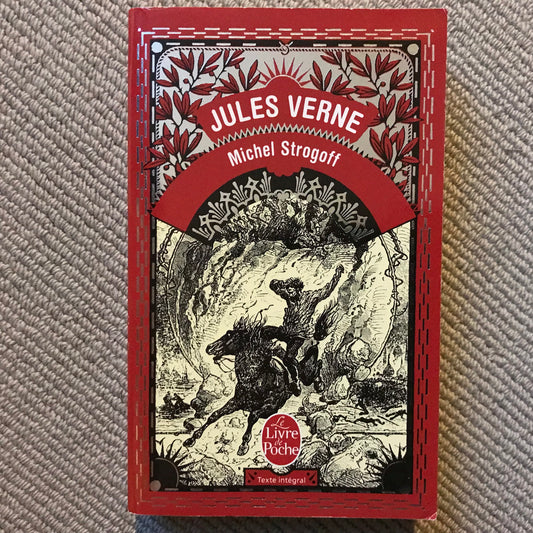 JULES VERNE
Michel Strogoff
Le
Livre
de
Poche
Texte intégral